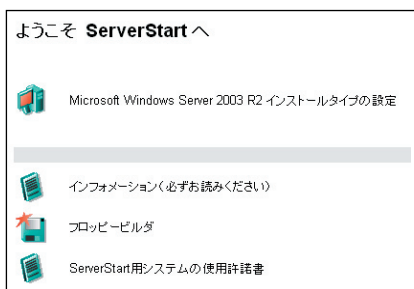 ようこそ ServerStart へ
Microsoft Windows Server 2003 R2 インストールタイプの設定
インフォメーション(必ずお読みください)
フロッピービルダ
ServerStart用システムの使用許諾書